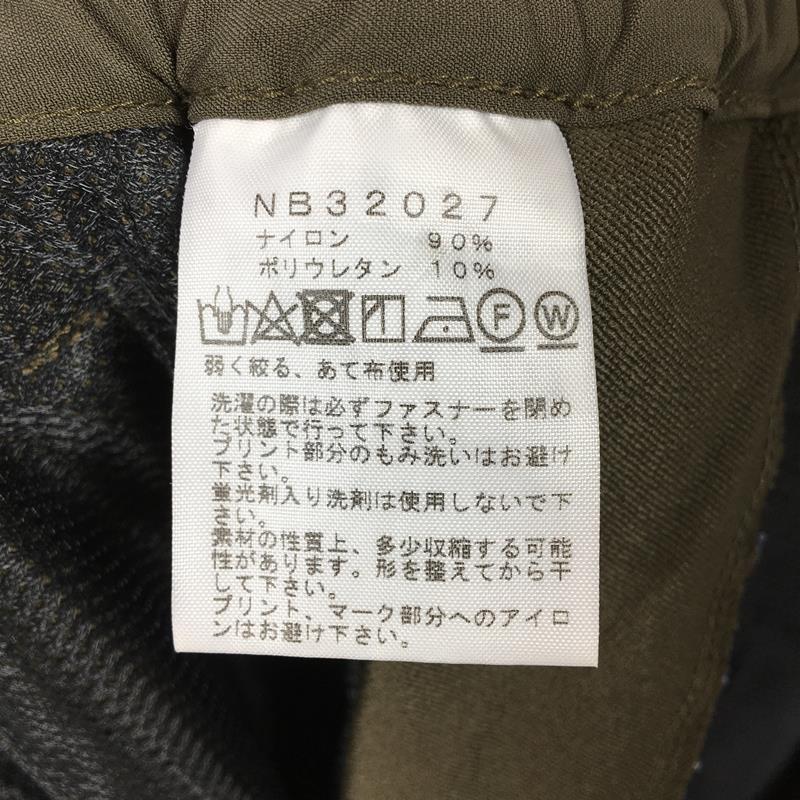 NB32027
ナイロン 90%
ポリウレタン 10%
F W
弱く絞る、あて布使用
洗濯の際は必ずファスナーを閉め
た状態で行って下さい。
プリント部分のもみ洗いはお避け
下さい。
蛍光剤入り洗剤は使用しないで下
さい。
素材の性質上、多少収縮する可能
性があります。形を整えてから干
して下さい。
プリント、マーク部分へのアイロ
ンはお避け下さい。